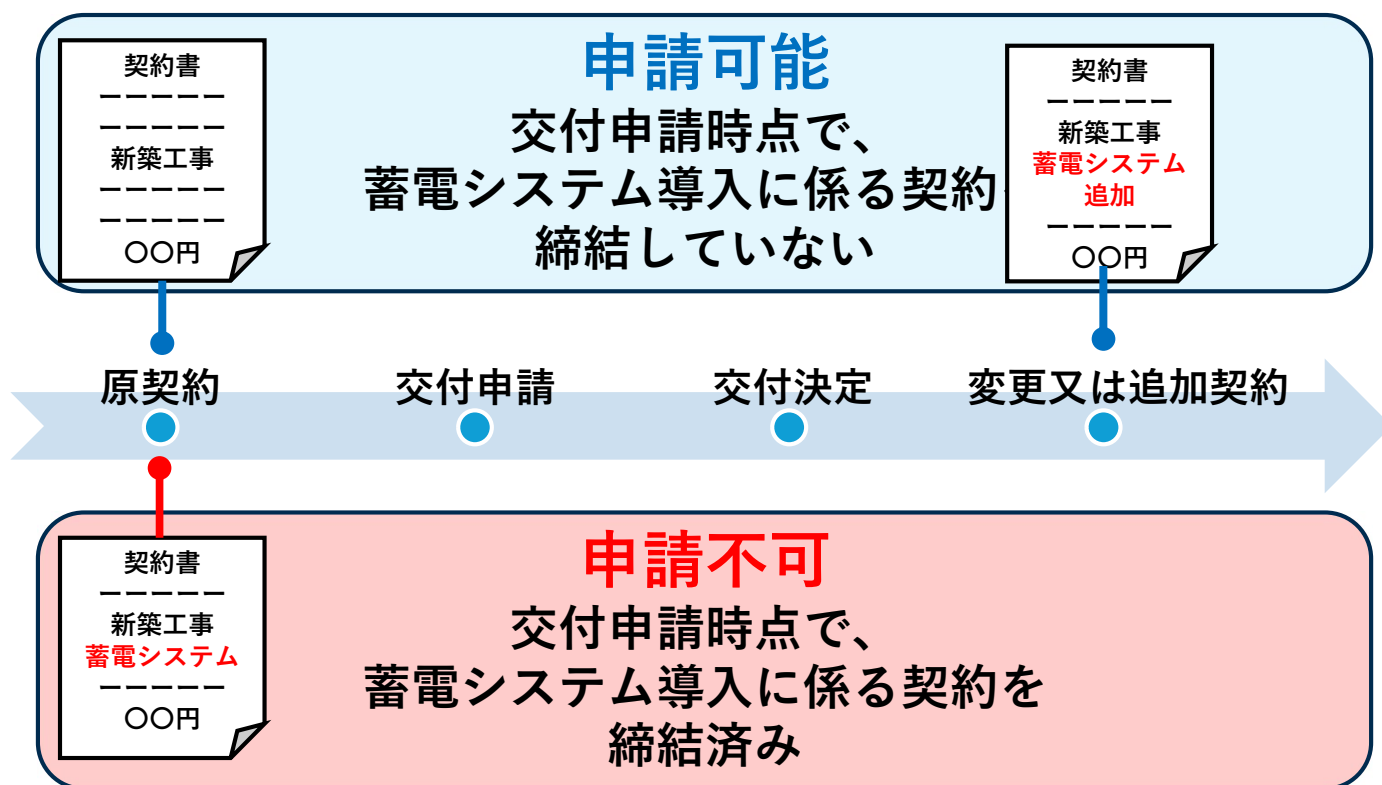 契約書
ーーーーー
ーーーーー
新築工事
ーーーーー
ーーーーー
〇〇円
申請可能
交付申請時点で、
蓄電システム導入に係る契約
締結していない
契約書
ーーーーー
新築工事
蓄電システム
追加
ーーーーー
〇〇円
原契約
交付申請
交付決定
変更又は追加契約
契約書
ーーーーー
新築工事
蓄電システム
ーーーーー
〇〇円
申請不可
交付申請時点で、
蓄電システム導入に係る契約を
締結済み